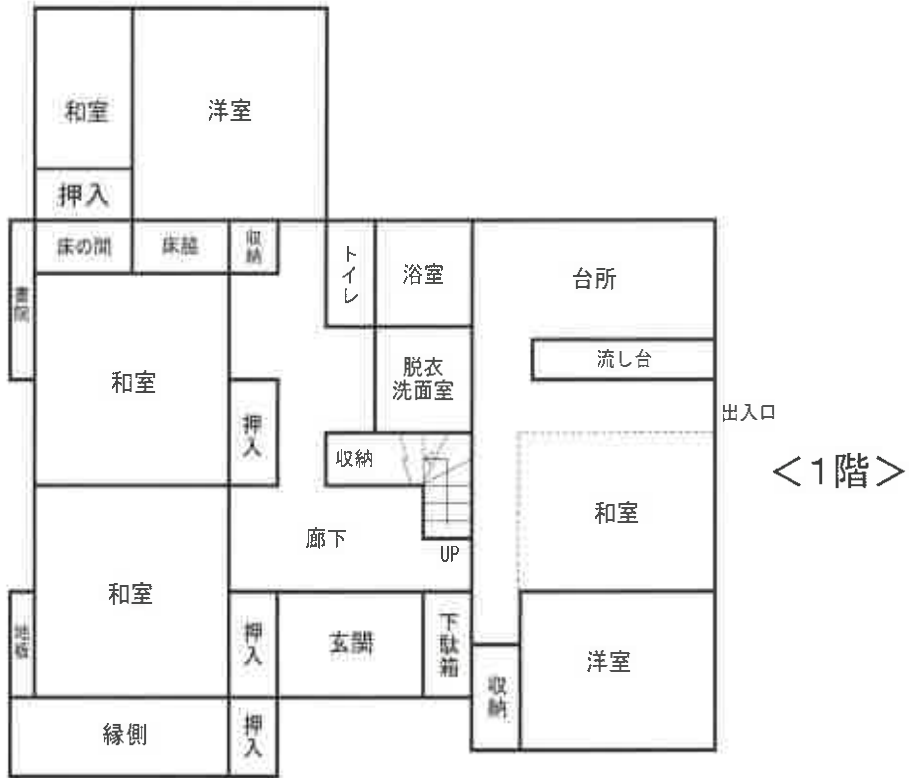 和室
洋室
押入
床の間
床脇
収納
トイレ
浴室
台所
書院
流し台
脱衣
洗面室
和室
出入口
押入
収納
＜1階＞
和室
廊下
UP
和室
押入
玄関
下駄箱
地板
洋室
収納
縁側
押入